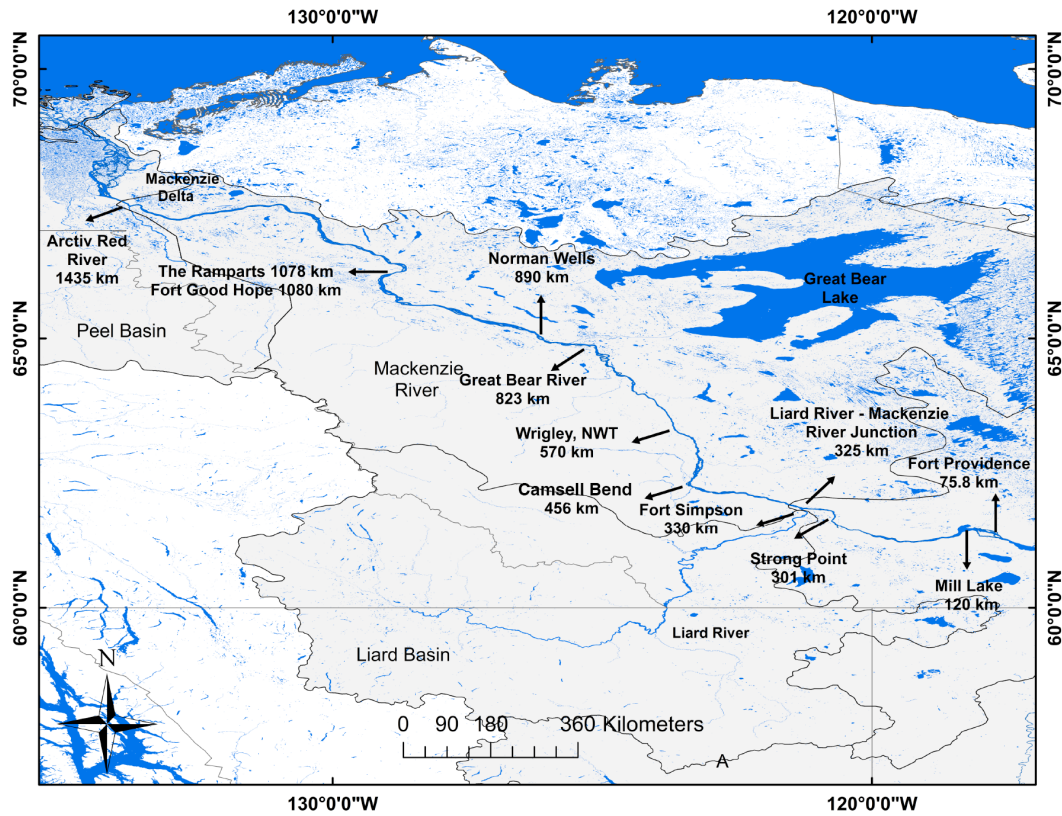 130°0'0"W
120°0'0"W
70°0'0"N
70°0'0"N
Mackenzie
Delta
Arctiv Red
River
1435 km
The Ramparts 1078 km
Fort Good Hope 1080 km
Norman Wells
890 km
Great Bear
Lake
Peel Basin
65°0'0"N
65°0'0"N
Mackenzie
River
Great Bear River
823 km
Liard River - Mackenzie
River Junction
325 km
Wrigley, NWT
570 km
Fort Providence
75.8 km
Camsell Bend
456 km
Fort Simpson
330 km
Strong Point
301 km
Mill Lake
120 km
60°0'0"N
60°0'0"N
Liard River
Liard Basin
N
0 90 180 360 Kilometers
A
130°0'0"W
120°0'0"W